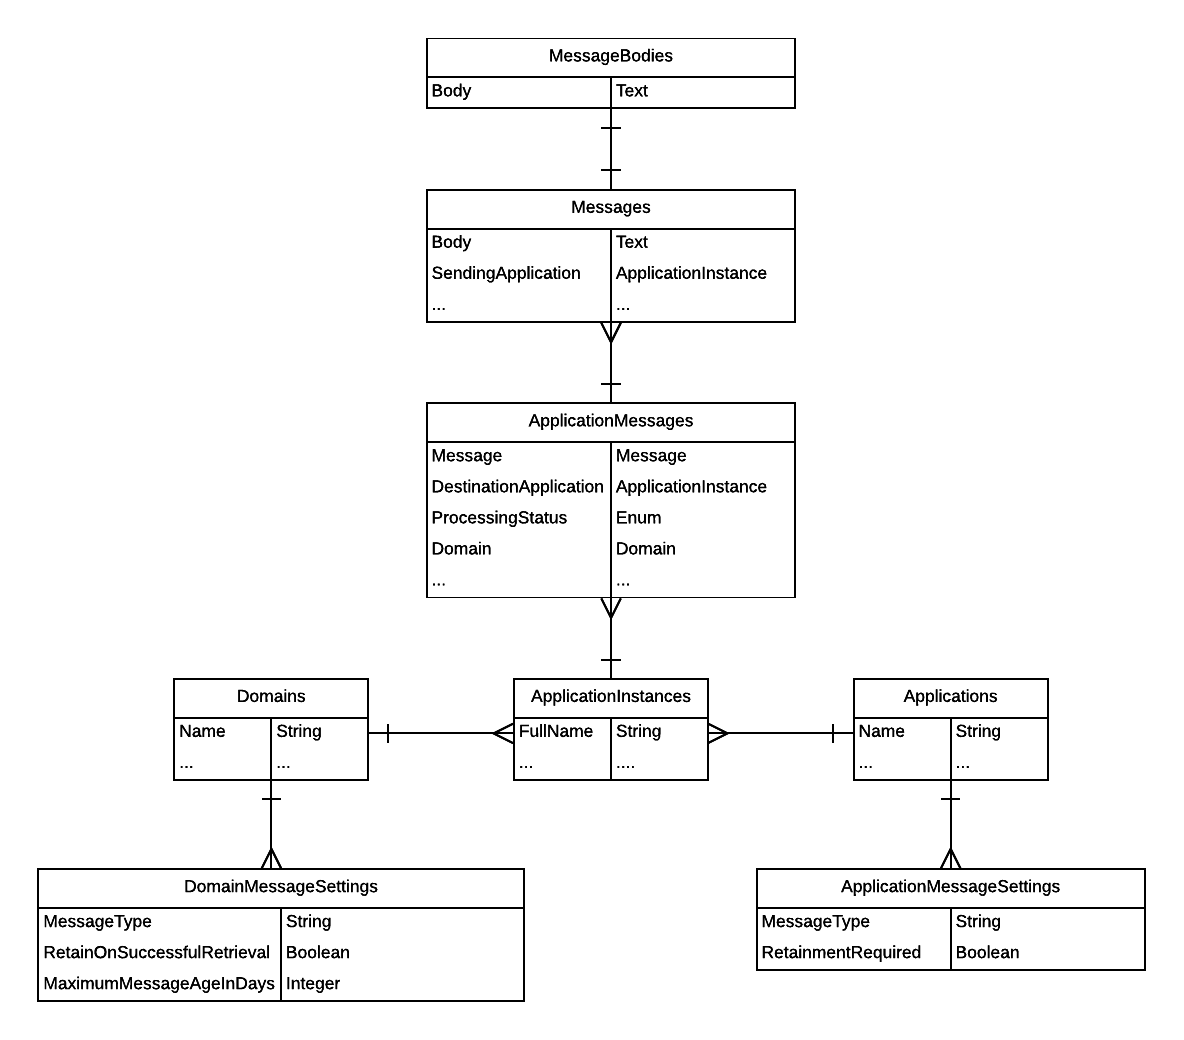 MessageBodies
Body Text
Messages
Body Text
SendingApplication ApplicationInstance
... ...
ApplicationMessages
Message Message
DestinationApplication ApplicationInstance
ProcessingStatus Enum
Domain Domain
... ...
Domains ApplicationInstances Applications
Name String FullName String Name String
... ... ... .... ... ...
DomainMessageSettings ApplicationMessageSettings
MessageType String MessageType String
RetainOnSuccessfulRetrieval Boolean RetainmentRequired Boolean
MaximumMessageAgeInDays Integer